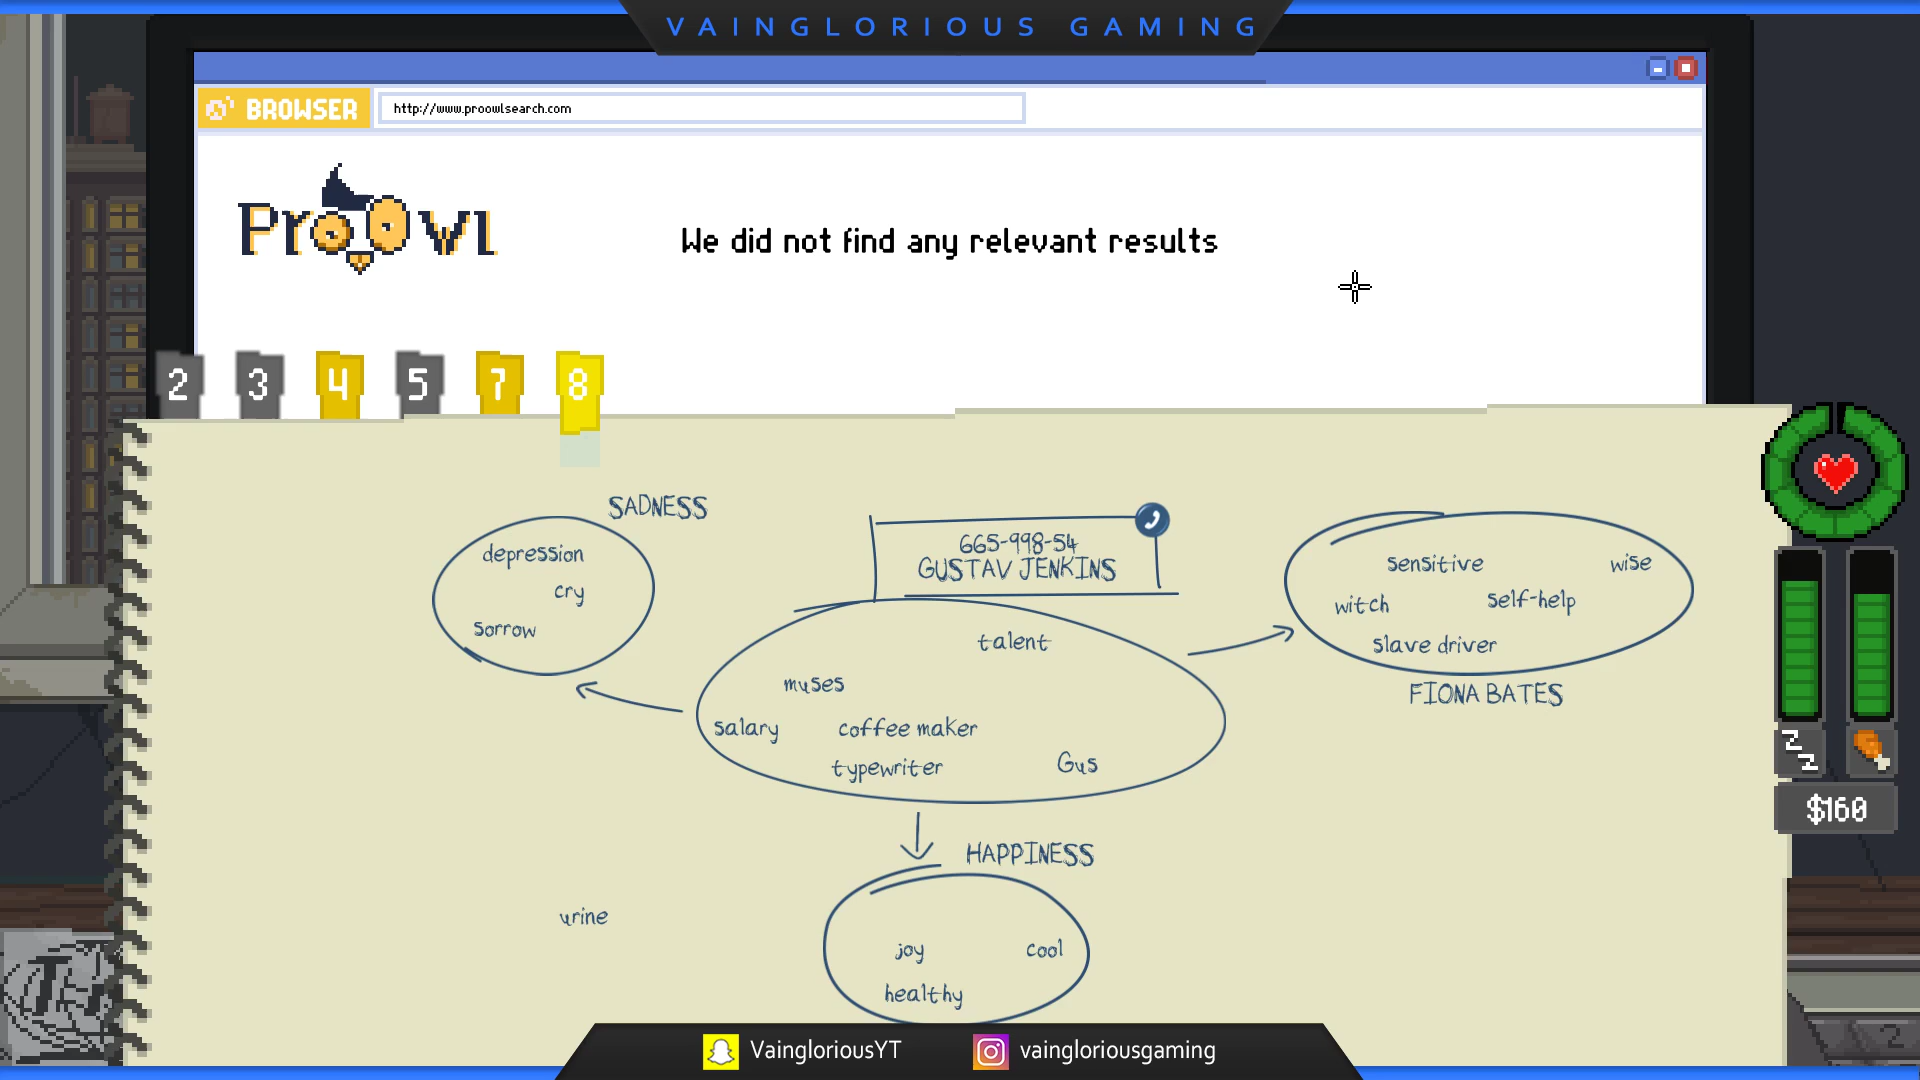 VAINGLORIOUS GAMING
BROWSER
http://www.proowlsearch.com
PrOOwl
We did not find any relevant results
2 3 4 5 7 8
SADNESS
depression
cry
sorrow
665-998-54
GUSTAV JENKINS
talent
muses
salary
coffee maker
typewriter
Gus
sensitive
wise
witch
self-help
slave driver
FIONA BATES
HAPPINESS
urine
joy
cool
healthy
ZZ
$160
2
VaingloriousYT
vaingloriousgaming